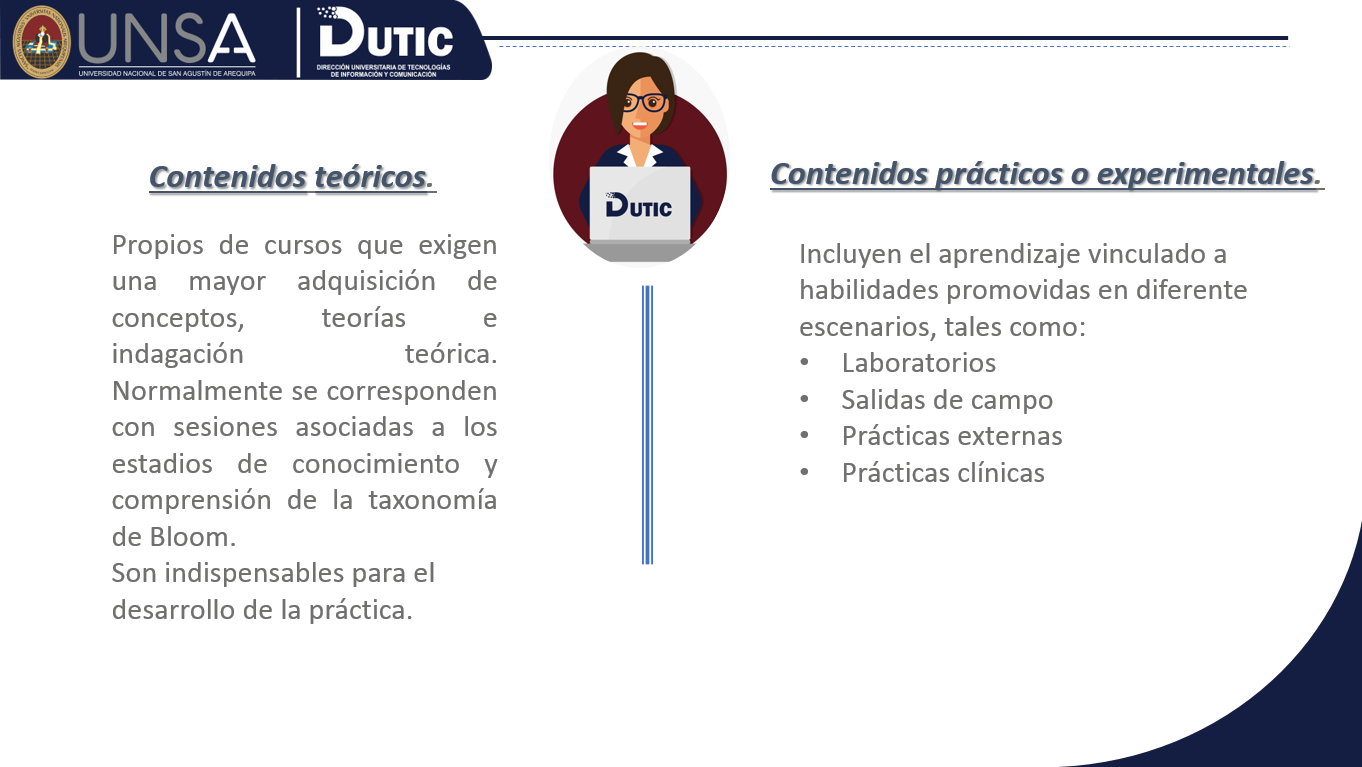 UNSA
UNIVERSIDAD NACIONAL DE SAN AGUSTÍN DE AREQUIPA
DUTIC
DIRECCIÓN UNIVERSITARIA DE TECNOLOGÍAS
DE INFORMACIÓN Y COMUNICACIÓN
DUTIC
Contenidos teóricos.
Propios de cursos que exigen
una mayor adquisición de
conceptos, teorías e
indagación teórica.
Normalmente se corresponden
con sesiones asociadas a los
estadios de conocimiento y
comprensión de la taxonomía
de Bloom.
Son indispensables para el
desarrollo de la práctica.
Contenidos prácticos o experimentales.
Incluyen el aprendizaje vinculado a
habilidades promovidas en diferente
escenarios, tales como:
• Laboratorios
• Salidas de campo
• Prácticas externas
• Prácticas clínicas